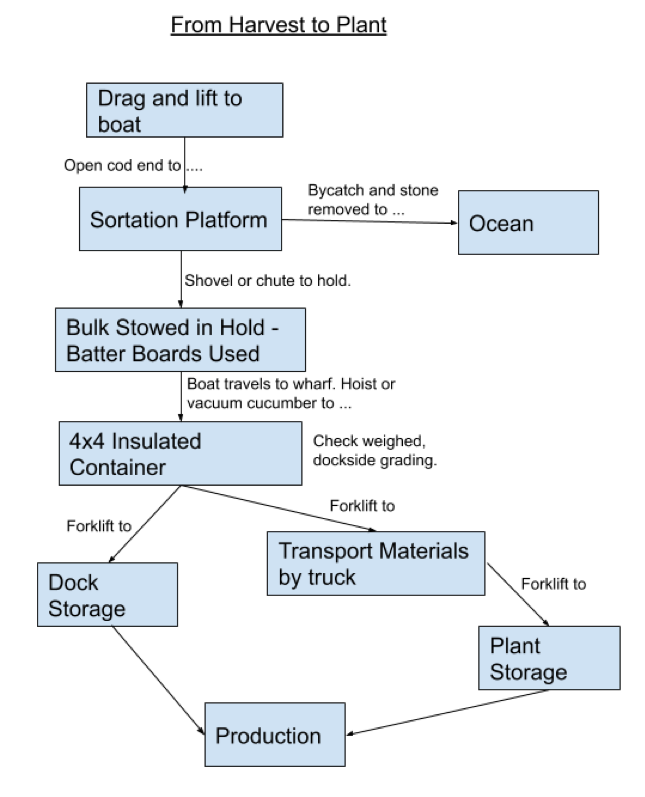 From Harvest to Plant
Drag and lift to
boat
Open cod end to ....
Sortation Platform
Bycatch and stone
removed to ...
Ocean
Shovel or chute to hold.
Bulk Stowed in Hold -
Batter Boards Used
Boat travels to wharf. Hoist or
vacuum cucumber to ...
4x4 Insulated
Container
Check weighed,
dockside grading.
Forklift to
Forklift to
Transport Materials
by truck
Dock
Storage
Forklift to
Plant
Storage
Production